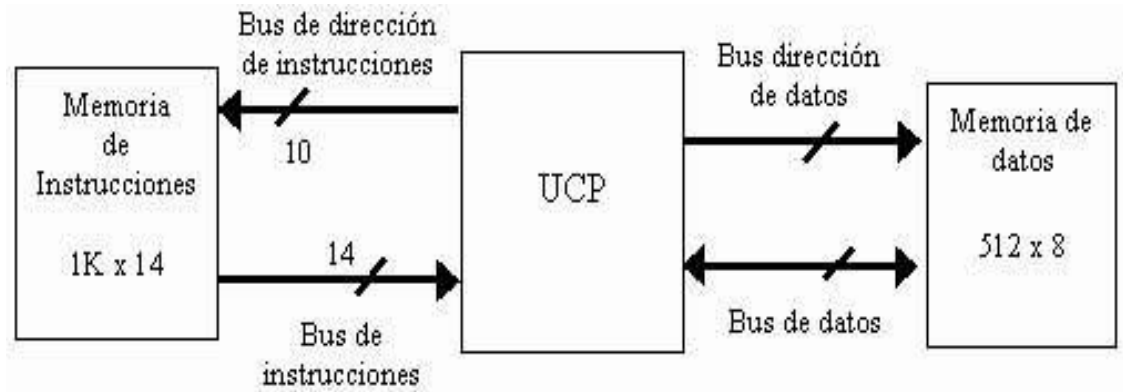 Bus de dirección
de instrucciones
10
Memoria
de
Instrucciones
1K x 14
14
Bus de
instrucciones
UCP
Bus dirección
de datos
Bus de datos
Memoria de
datos
512 x 8